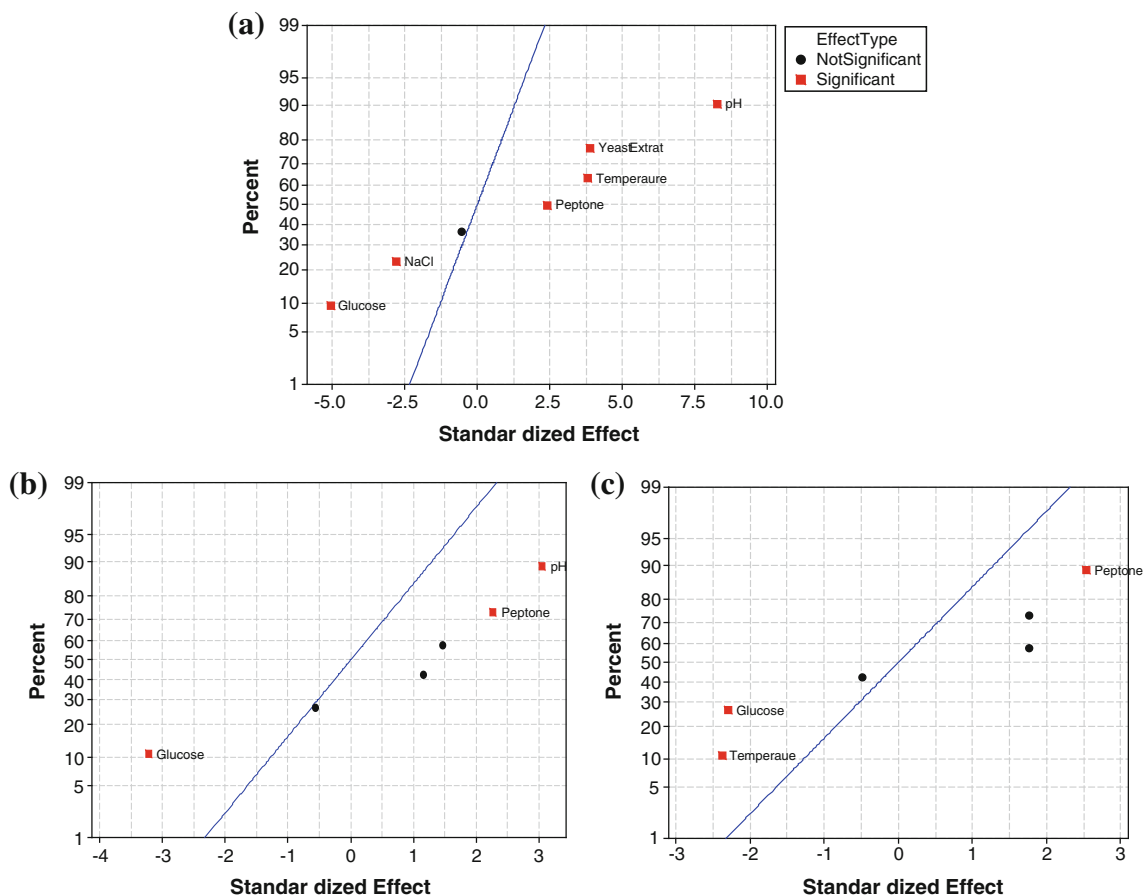 (a)
99
95
90
80
70
60
50
40
30
20
10
5
1
Percent
pH
YeastExtrat
Temperaure
Peptone
NaCl
Glucose
-5.0 -2.5 0.0 2.5 5.0 7.5 10.0
Standar dized Effect
EffectType
NotSignificant
Significant
(b)
99
95
90
80
70
60
50
40
30
20
10
5
1
Percent
pH
Peptone
Glucose
-4 -3 -2 -1 0 1 2 3
Standar dized Effect
(c)
99
95
90
80
70
60
50
40
30
20
10
5
1
Percent
Peptone
Glucose
Temperaue
-3 -2 -1 0 1 2 3
Standar dized Effect